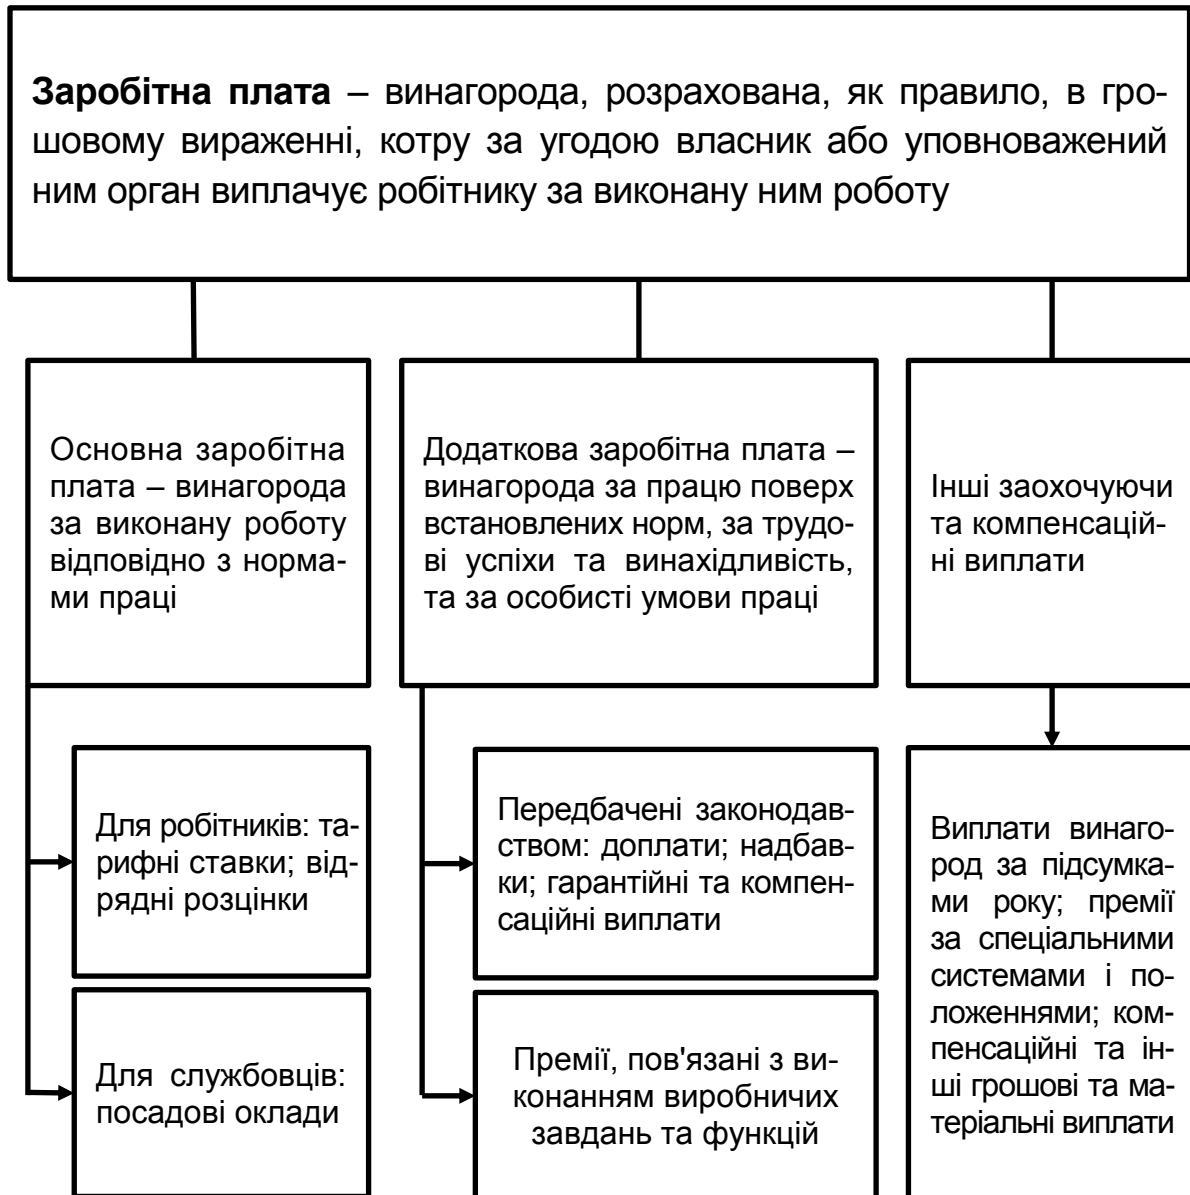 Заробітна плата – винагорода, розрахована, як правило, в гро-
шовому вираженні, котру за угодою власник або уповноважений
ним орган виплачує робітнику за виконану ним роботу
Основна заробітна
плата – винагорода
за виконану роботу
відповідно з норма-
ми праці
Додаткова заробітна плата –
винагорода за працю поверх
встановлених норм, за трудо-
ві успіхи та винахідливість,
та за особисті умови праці
Інші заохочуючи
та компенсацій-
ні виплати
Для робітників: та-
рифні ставки; від-
рядні розцінки
Для службовців:
посадові оклади
Передбачені законодав-
ством: доплати; надбав-
ки; гарантійні та компен-
саційні виплати
Премії, пов'язані з ви-
конанням виробничих
завдань та функцій
Виплати винаго-
род за підсумка-
ми року; премії
за спеціальними
системами і по-
ложеннями; ком-
пенсаційні та ін-
ші грошові та ма-
теріальні виплати